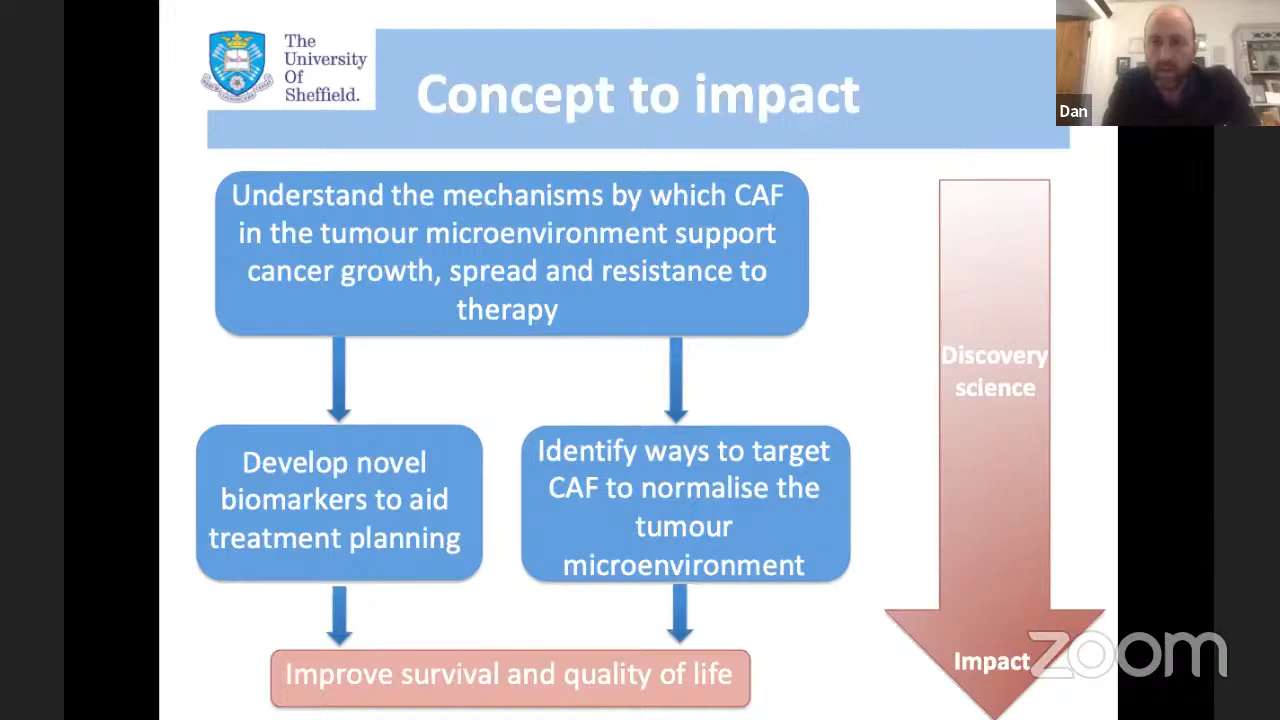 The
University
Of
Sheffield.
Concept to impact
Dan
Understand the mechanisms by which CAF
in the tumour microenvironment support
cancer growth, spread and resistance to
therapy
Discovery
science
Develop novel
biomarkers to aid
treatment planning
Identify ways to target
CAF to normalise the
tumour
microenvironment
Improve survival and quality of life
Impact
zoom